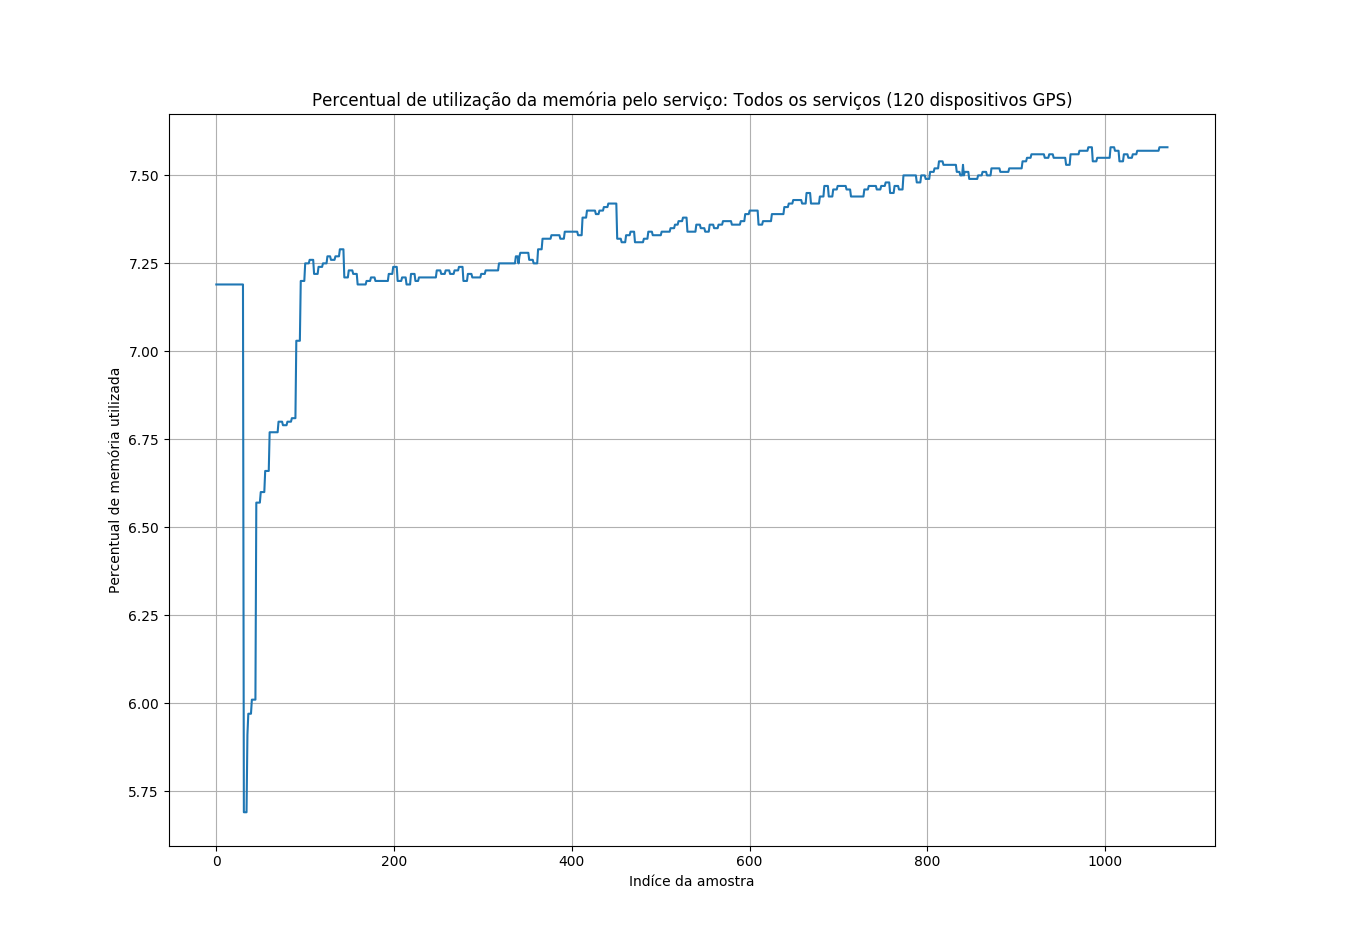 Percentual de utilização da memória pelo serviço: Todos os serviços (120 dispositivos GPS)
Percentual de memória utilizada
7.50
7.25
7.00
6.75
6.50
6.25
6.00
5.75
0 200 400 600 800 1000
Indíce da amostra